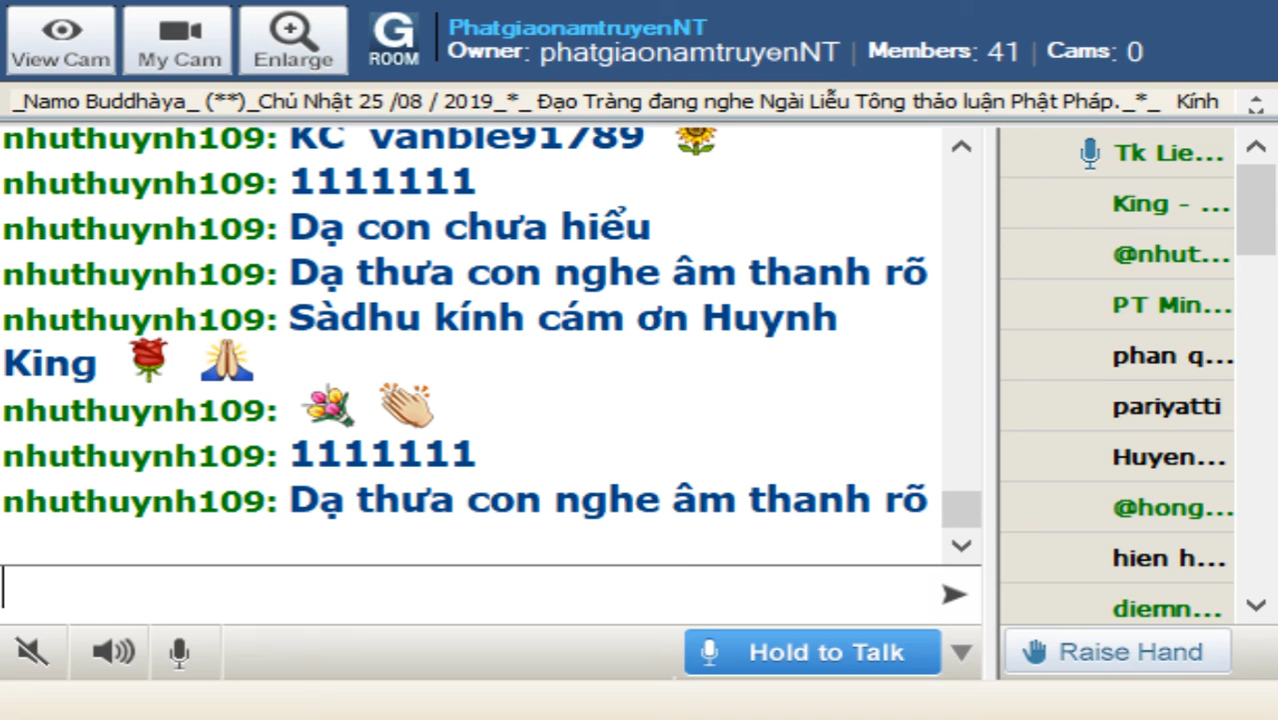 View Cam
My Cam
Enlarge
G
ROOM
PhatgiaonamtruyenNT
Owner: phatgiaonamtruyenNT | Members: 41 | Cams: 0
_Namo Buddhàya_ (**)_Chủ Nhật 25 /08 / 2019_*_ Đạo Tràng đang nghe Ngài Liễu Tông thảo luận Phật Pháp._*_ Kính
nhuthuynh109: KC vanble91789
nhuthuynh109: 1111111
nhuthuynh109: Dạ con chưa hiểu
nhuthuynh109: Dạ thưa con nghe âm thanh rõ
nhuthuynh109: Sàdhu kính cám ơn Huynh
King
nhuthuynh109:
nhuthuynh109: 1111111
nhuthuynh109: Dạ thưa con nghe âm thanh rõ
Tk Lie...
King - ...
@nhut...
PT Min...
phan q...
pariyatti
Huyen...
@hong...
hien h...
diemn...
Hold to Talk
Raise Hand